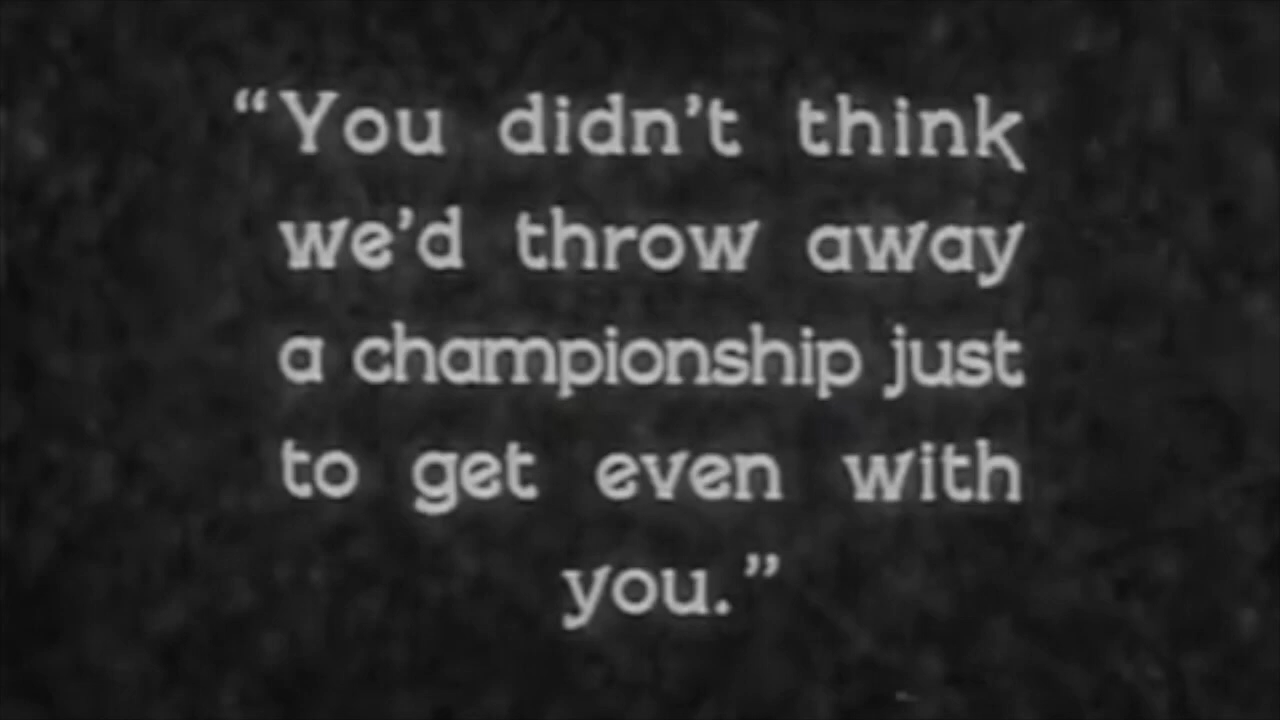 “You didn’t think
we’d throw away
a championship just
to get even with
you.”